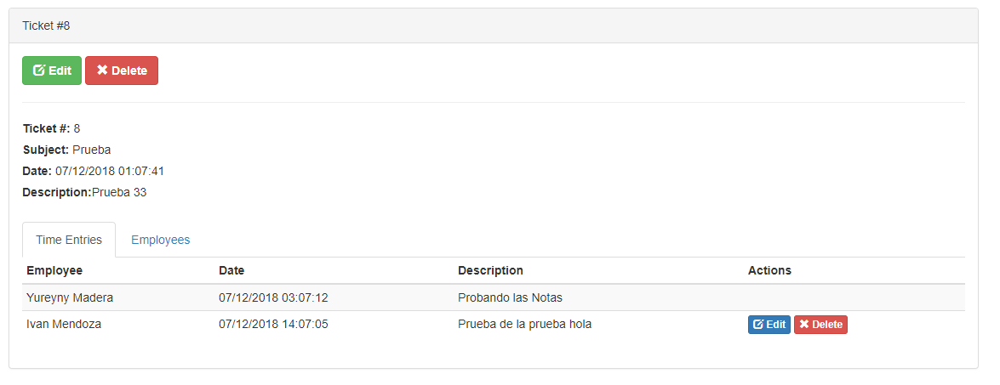 Ticket #8
Edit Delete
Ticket #: 8
Subject: Prueba
Date: 07/12/2018 01:07:41
Description:Prueba 33
Time Entries Employees
Employee Date Description Actions
Yureyny Madera 07/12/2018 03:07:12 Probando las Notas
Ivan Mendoza 07/12/2018 14:07:05 Prueba de la prueba hola Edit Delete